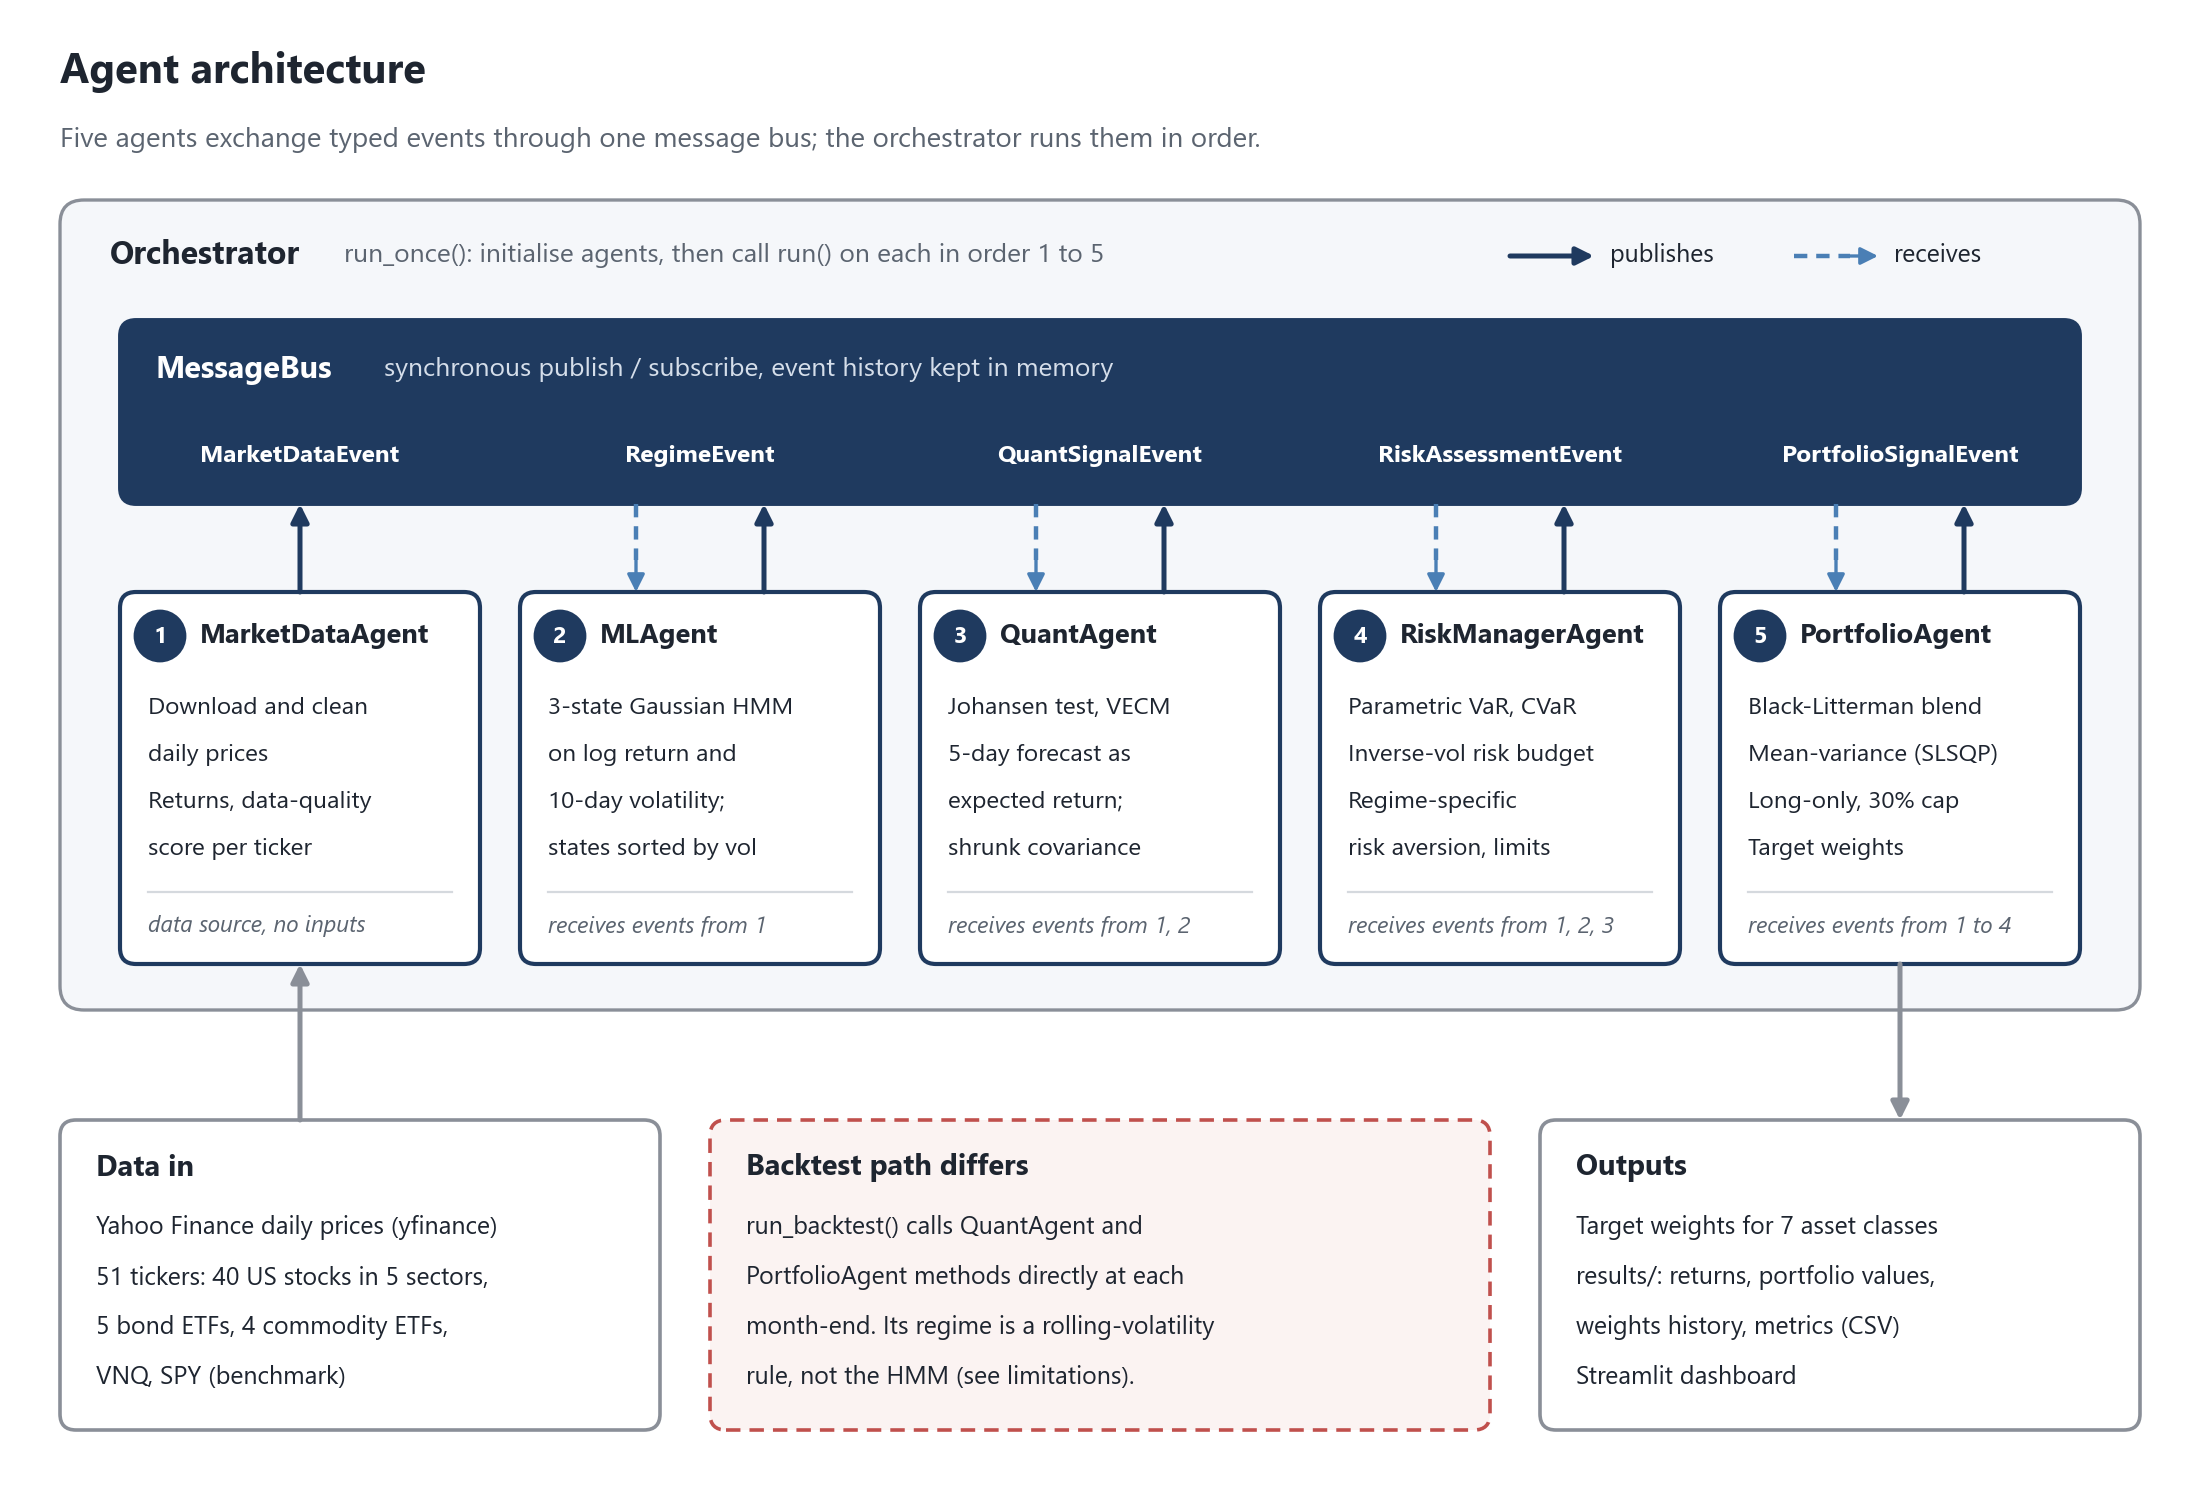 Agent architecture
Five agents exchange typed events through one message bus; the orchestrator runs them in order.
Orchestrator run_once(): initialise agents, then call run() on each in order 1 to 5
publishes
receives
MessageBus synchronous publish / subscribe, event history kept in memory
MarketDataEvent
RegimeEvent
QuantSignalEvent
RiskAssessmentEvent
PortfolioSignalEvent
1 MarketDataAgent
Download and clean
daily prices
Returns, data-quality
score per ticker
data source, no inputs
2 MLAgent
3-state Gaussian HMM
on log return and
10-day volatility;
states sorted by vol
receives events from 1
3 QuantAgent
Johansen test, VECM
5-day forecast as
expected return;
shrunk covariance
receives events from 1, 2
4 RiskManagerAgent
Parametric VaR, CVaR
Inverse-vol risk budget
Regime-specific
risk aversion, limits
receives events from 1, 2, 3
5 PortfolioAgent
Black-Litterman blend
Mean-variance (SLSQP)
Long-only, 30% cap
Target weights
receives events from 1 to 4
Data in
Yahoo Finance daily prices (yfinance)
51 tickers: 40 US stocks in 5 sectors,
5 bond ETFs, 4 commodity ETFs,
VNQ, SPY (benchmark)
Backtest path differs
run_backtest() calls QuantAgent and
PortfolioAgent methods directly at each
month-end. Its regime is a rolling-volatility
rule, not the HMM (see limitations).
Outputs
Target weights for 7 asset classes
results/: returns, portfolio values,
weights history, metrics (CSV)
Streamlit dashboard